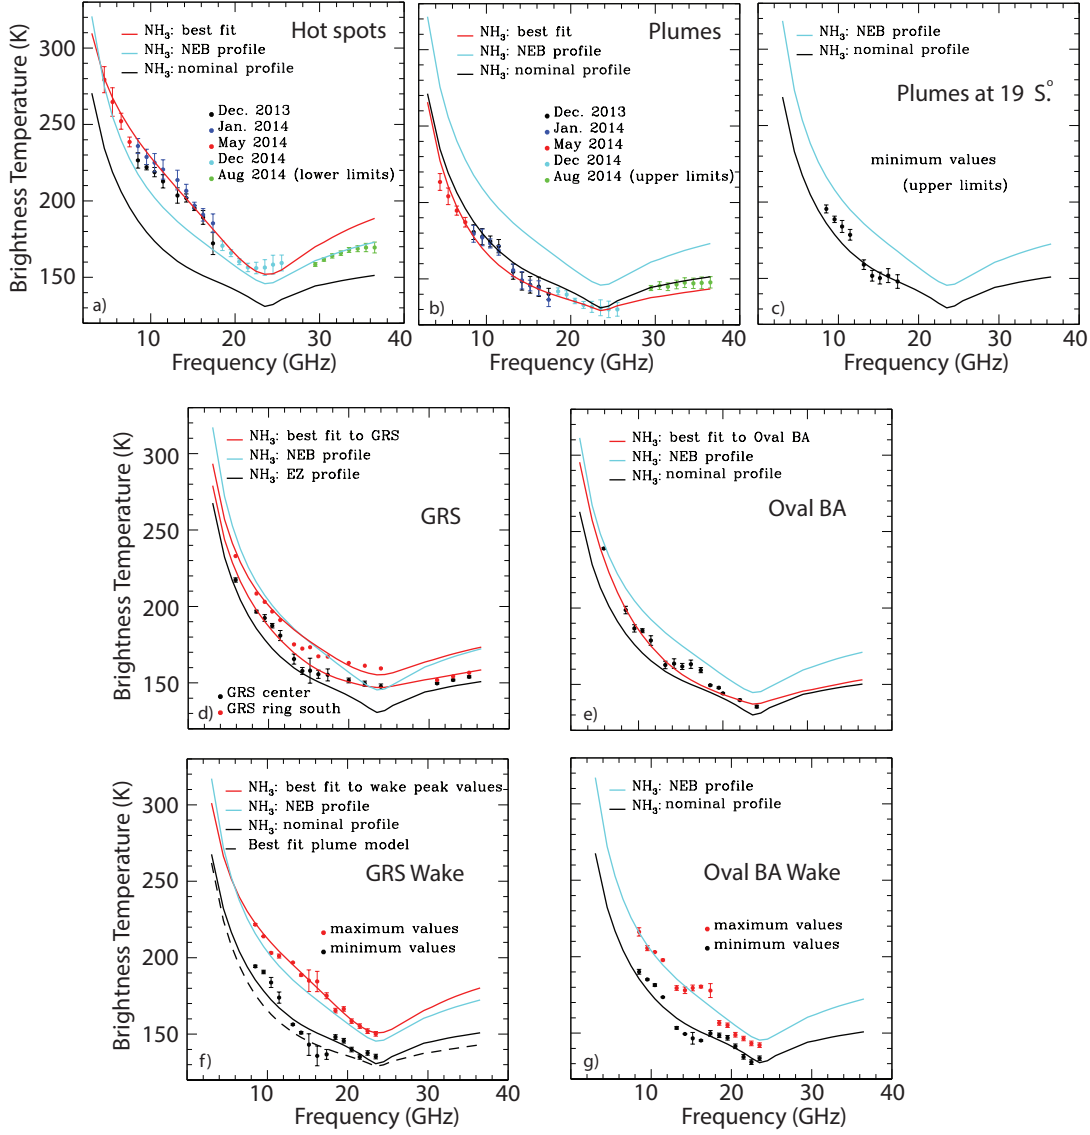 Hot spots
NH3: best fit
NH3: NEB profile
NH3: nominal profile
Dec. 2013
Jan. 2014
May 2014
Dec 2014
Aug 2014 (lower limits)
a)
Plumes
NH3: best fit
NH3: NEB profile
NH3: nominal profile
Dec. 2013
Jan. 2014
May 2014
Dec 2014
Aug 2014 (upper limits)
b)
NH3: NEB profile
NH3: nominal profile
Plumes at 19 S.°
minimum values
(upper limits)
c)
Brightness Temperature (K)
300
250
200
150
10 20 30 40
10 20 30 40
10 20 30 40
Frequency (GHz)
Frequency (GHz)
Frequency (GHz)
NH3: best fit to GRS
NH3: NEB profile
NH3: EZ profile
GRS
GRS center
GRS ring south
d)
NH3: best fit to Oval BA
NH3: NEB profile
NH3: nominal profile
Oval BA
e)
Brightness Temperature (K)
300
250
200
150
NH3: best fit to wake peak values
NH3: NEB profile
NH3: nominal profile
Best fit plume model
GRS Wake
maximum values
minimum values
f)
NH3: NEB profile
NH3: nominal profile
Oval BA Wake
maximum values
minimum values
g)
Brightness Temperature (K)
300
250
200
150
10 20 30 40
10 20 30 40
Frequency (GHz)
Frequency (GHz)